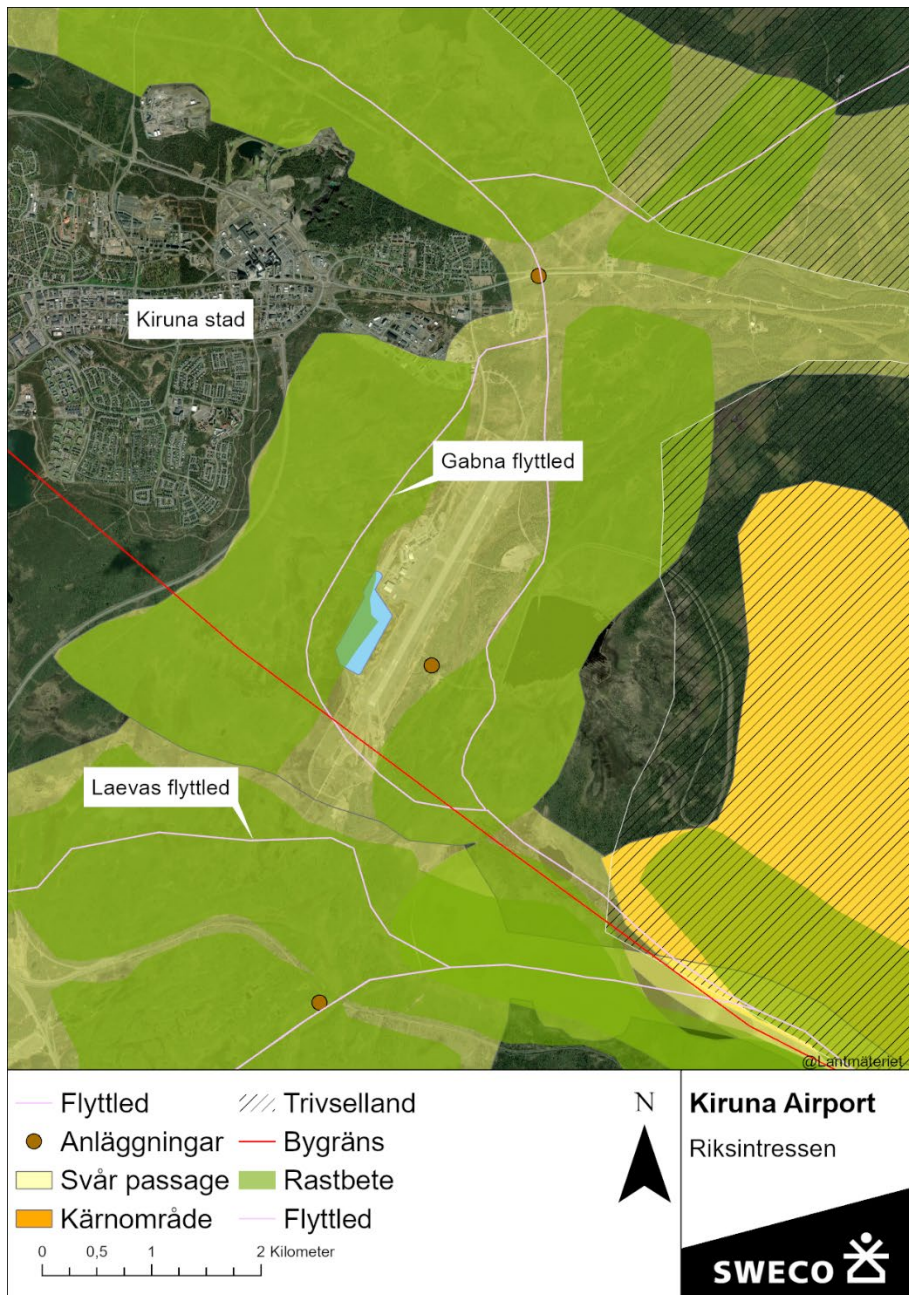 Kiruna stad
Gabna flyttled
Laevas flyttled
@Lantmäteriet
Flyttled
Trivselland
Anläggningar
Bygräns
Svår passage
Rastbete
Kärnområde
Flyttled
0 0,5 1 2 Kilometer
N
Kiruna Airport
Riksintressen
SWECO